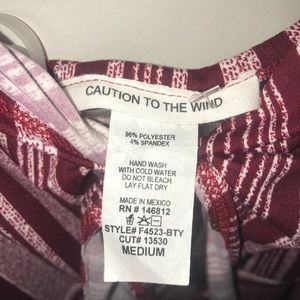 CAUTION TO THE WIND
96% POLYESTER
4% SPANDEX
HAND WASH
WITH COLD WATER
DO NOT BLEACH
LAY FLAT DRY
MADE IN MEXICO
RN # 146812
STYLE# F4523-BTY
CUT# 13530
MEDIUM